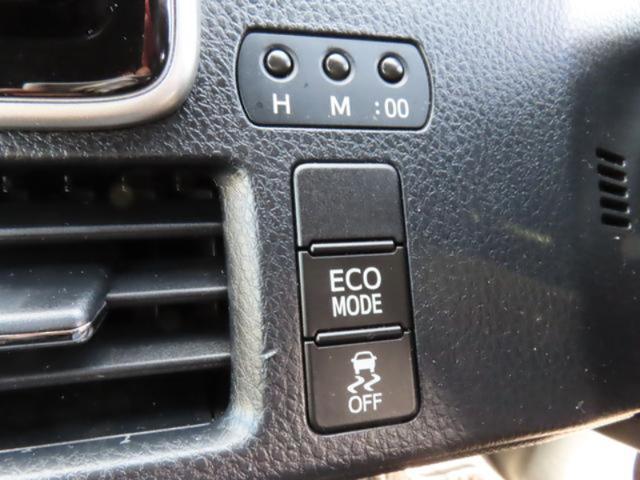 H M :00
ECO
MODE
OFF